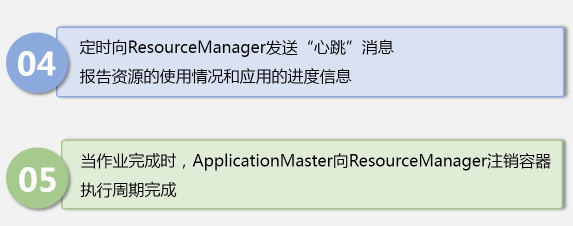 04
定时向ResourceManager发送“心跳”消息
报告资源的使用情况和应用的进度信息
05
当作业完成时，ApplicationMaster向ResourceManager注销容器
执行周期完成